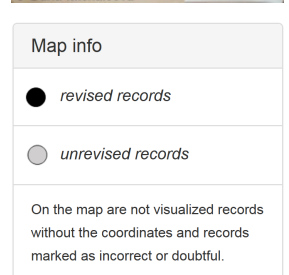 Map info
revised records
unrevised records
On the map are not visualized records
without the coordinates and records
marked as incorrect or doubtful.